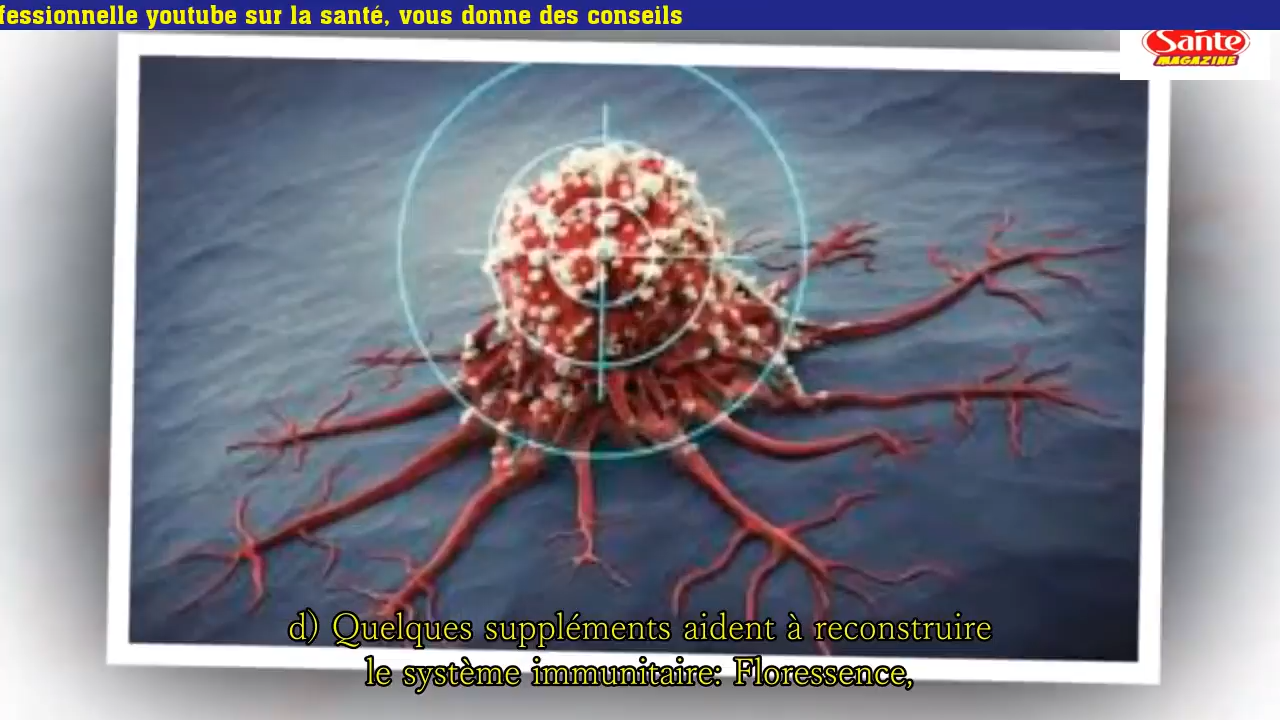 fessionnelle youtube sur la santé, vous donne des conseils
Santé
MAGAZINE
d) Quelques suppléments aident à reconstruire
le système immunitaire: Floressence,